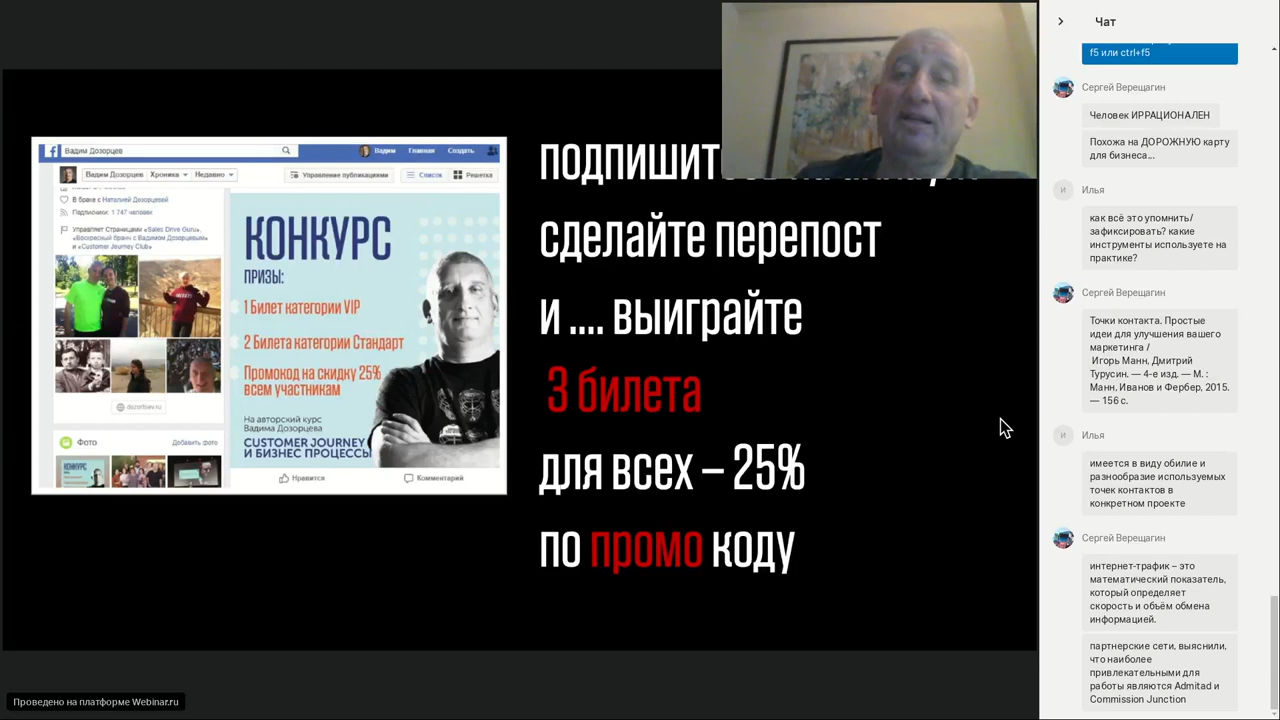 Вадим Дозорцев
Вадим
Главная
Создать
Вадим Дозорцев
Хроника
Недавно
Управление публикациями
Список
Решетка
В браке с Наталией Дозорцевой
Подписчики: 1 747 человек
Управляет Страницами «Sales Drive Guru»,
«Воскресный бранч с Вадимом Дозорцевым»
и «Customer Journey Club»
dozortsev.ru
Фото
Добавить фото
КОНКУРС
ПРИЗЫ:
1 Билет категории VIP
2 Билета категории Стандарт
Промокод на скидку 25%
всем участникам
На авторский курс
Вадима Дозорцева
CUSTOMER JOURNEY
И БИЗНЕС ПРОЦЕССЫ
Нравится
Комментарий
сделайте перепост
и .... выиграйте
3 билета
для всех – 25%
по промо коду
Проведено на платформе Webinar.ru
Чат
f5 или ctrl+f5
Сергей Верещагин
Человек ИРРАЦИОНАЛЕН
Похожа на ДОРОЖНУЮ карту
для бизнеса...
И
Илья
как всё это упомнить/
зафиксировать? какие
инструменты используете на
практике?
Сергей Верещагин
Точки контакта. Простые
идеи для улучшения вашего
маркетинга /
Игорь Манн, Дмитрий
Турусин. — 4-е изд. — М. :
Манн, Иванов и Фербер, 2015.
— 156 с.
И
Илья
имеется в виду обилие и
разнообразие используемых
точек контактов в
конкретном проекте
Сергей Верещагин
интернет-трафик – это
математический показатель,
который определяет
скорость и объём обмена
информацией.
партнерские сети, выяснили,
что наиболее
привлекательными для
работы являются Admitad и
Commission Junction